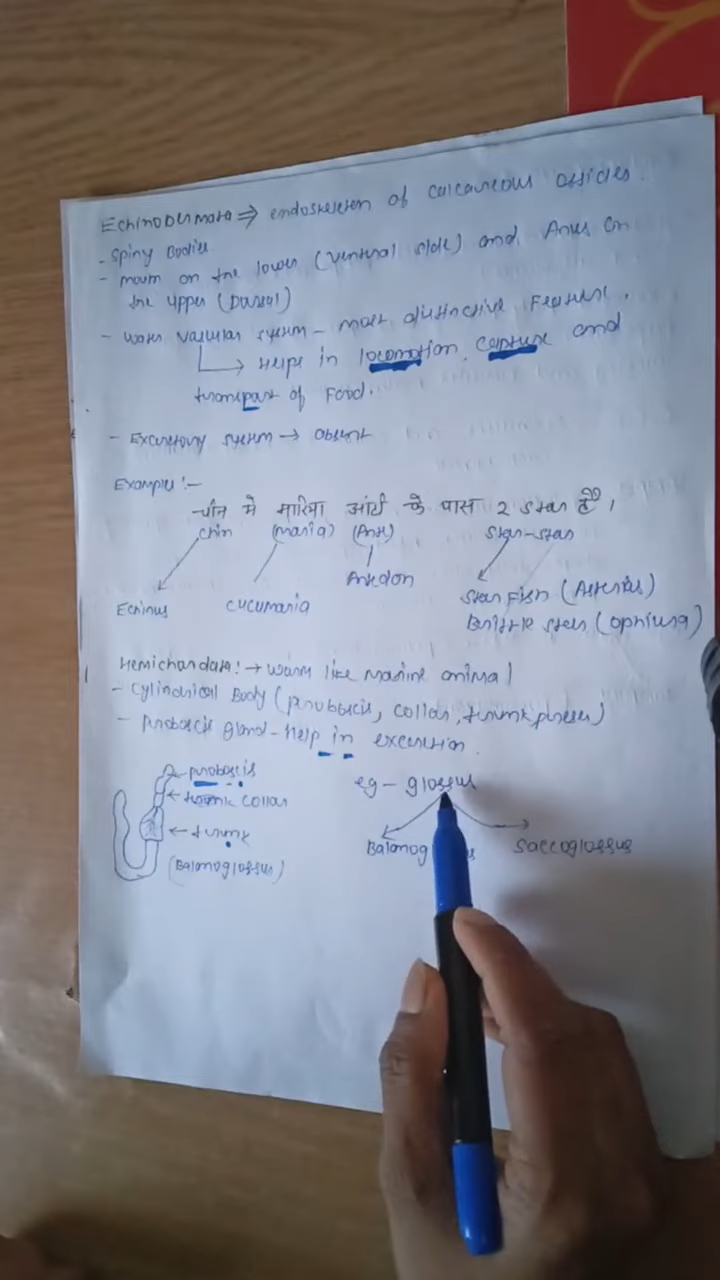 Echinodermata ⇒ endoskeleton of calcareous ossicles.
- Spiny Bodies
- mouth on the lower (ventral side) and Anus on
the upper (Dorsal)
- water vascular system - most distinctive Feature.
↳ Helps in locomotion, capture and
transport of Food.
- Excretory system → absent
Example :-
चीन में मारिया आंटी के पास 2 star है।
chin (maria) (Ant) star-star
Echinus cucumaria Antedon Star Fish (Asterias)
Brittle star (ophiura)
Hemichordata :→ worm like marine animal
- cylindrical Body (proboscis, collar, trunk
- proboscis gland - help in excretion.
← proboscis
← collar
← trunk
(Balanoglossus)
eg - glossus
Balanog s Saccoglossus